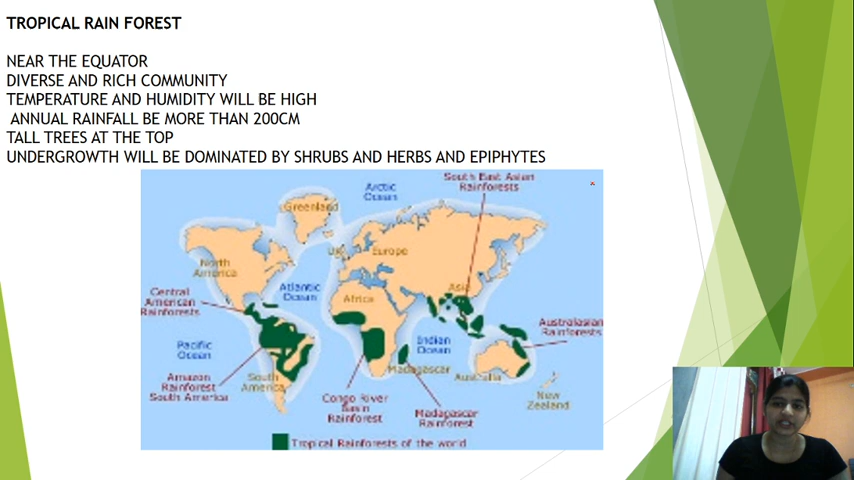 TROPICAL RAIN FOREST
NEAR THE EQUATOR
DIVERSE AND RICH COMMUNITY
TEMPERATURE AND HUMIDITY WILL BE HIGH
ANNUAL RAINFALL BE MORE THAN 200CM
TALL TREES AT THE TOP
UNDERGROWTH WILL BE DOMINATED BY SHRUBS AND HERBS AND EPIPHYTES
South East Asian
Rainforests
Arctic
Ocean
Greenland
UK
Europe
North
America
Asia
Atlantic
Ocean
Africa
Central
American
Rainforests
Pacific
Ocean
Indian
Ocean
Australasian
Rainforests
Amazon
Rainforest
South America
South
America
Madagascar
Australia
Congo River
Basin
Rainforest
Madagascar
Rainforest
New
Zealand
Tropical Rainforests of the world